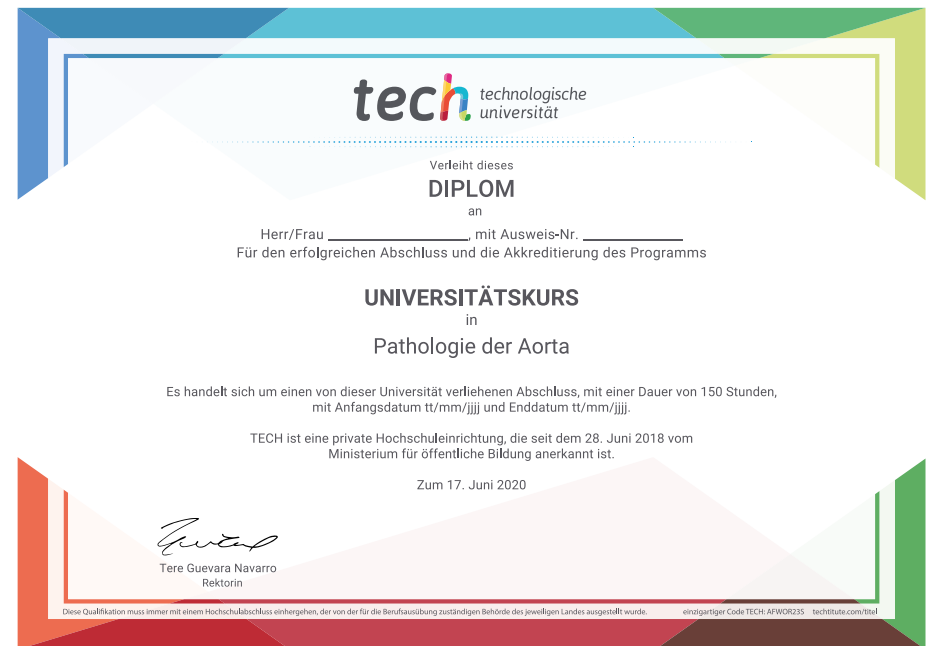 tech technologische
universität
Verleiht dieses
DIPLOM
an
Herr/Frau ____________________, mit Ausweis-Nr. ______________
Für den erfolgreichen Abschluss und die Akkreditierung des Programms
UNIVERSITÄTSKURS
in
Pathologie der Aorta
Es handelt sich um einen von dieser Universität verliehenen Abschluss, mit einer Dauer von 150 Stunden,
mit Anfangsdatum tt/mm/jjjj und Enddatum tt/mm/jjjj.
TECH ist eine private Hochschuleinrichtung, die seit dem 28. Juni 2018 vom
Ministerium für öffentliche Bildung anerkannt ist.
Zum 17. Juni 2020
Tere Guevara Navarro
Rektorin
Diese Qualifikation muss immer mit einem Hochschulabschluss einhergehen, der von der für die Berufsausübung zuständigen Behörde des jeweiligen Landes ausgestellt wurde. einzigartiger Code TECH: AFWOR23S techtitute.com/titel